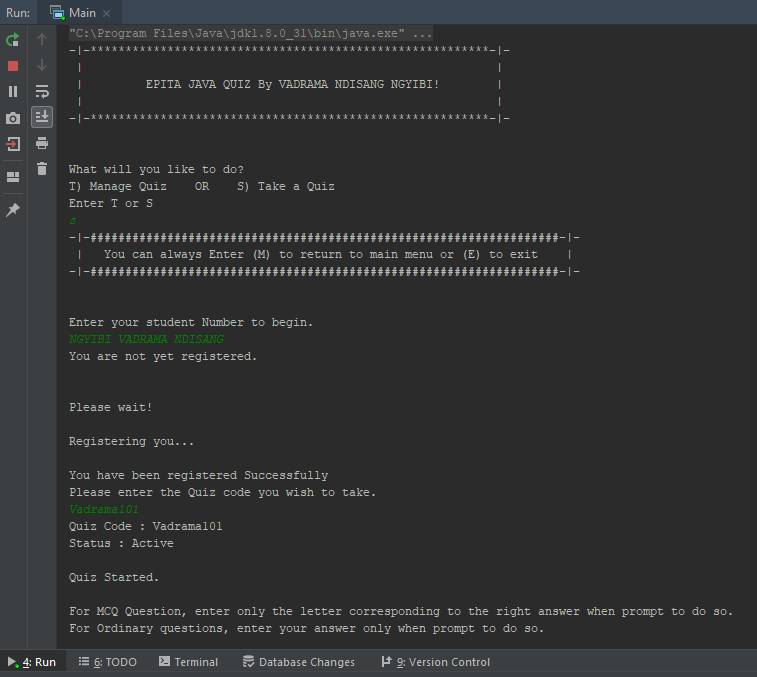 Run: Main
"C:\Program Files\Java\jdk1.8.0_31\bin\java.exe" ...
-|-*********************************************************-|-
| |
| EPITA JAVA QUIZ By VADRAMA NDISANG NGYIBI! |
| |
-|-*********************************************************-|-
What will you like to do?
T) Manage Quiz OR S) Take a Quiz
Enter T or S
s
-|-###################################################################-|-
| You can always Enter (M) to return to main menu or (E) to exit |
-|-###################################################################-|-
Enter your student Number to begin.
NGYIBI VADRAMA NDISANG
You are not yet registered.
Please wait!
Registering you...
You have been registered Successfully
Please enter the Quiz code you wish to take.
Vadrama101
Quiz Code : Vadrama101
Status : Active
Quiz Started.
For MCQ Question, enter only the letter corresponding to the right answer when prompt to do so.
For Ordinary questions, enter your answer only when prompt to do so.
4: Run 6: TODO Terminal Database Changes 9: Version Control